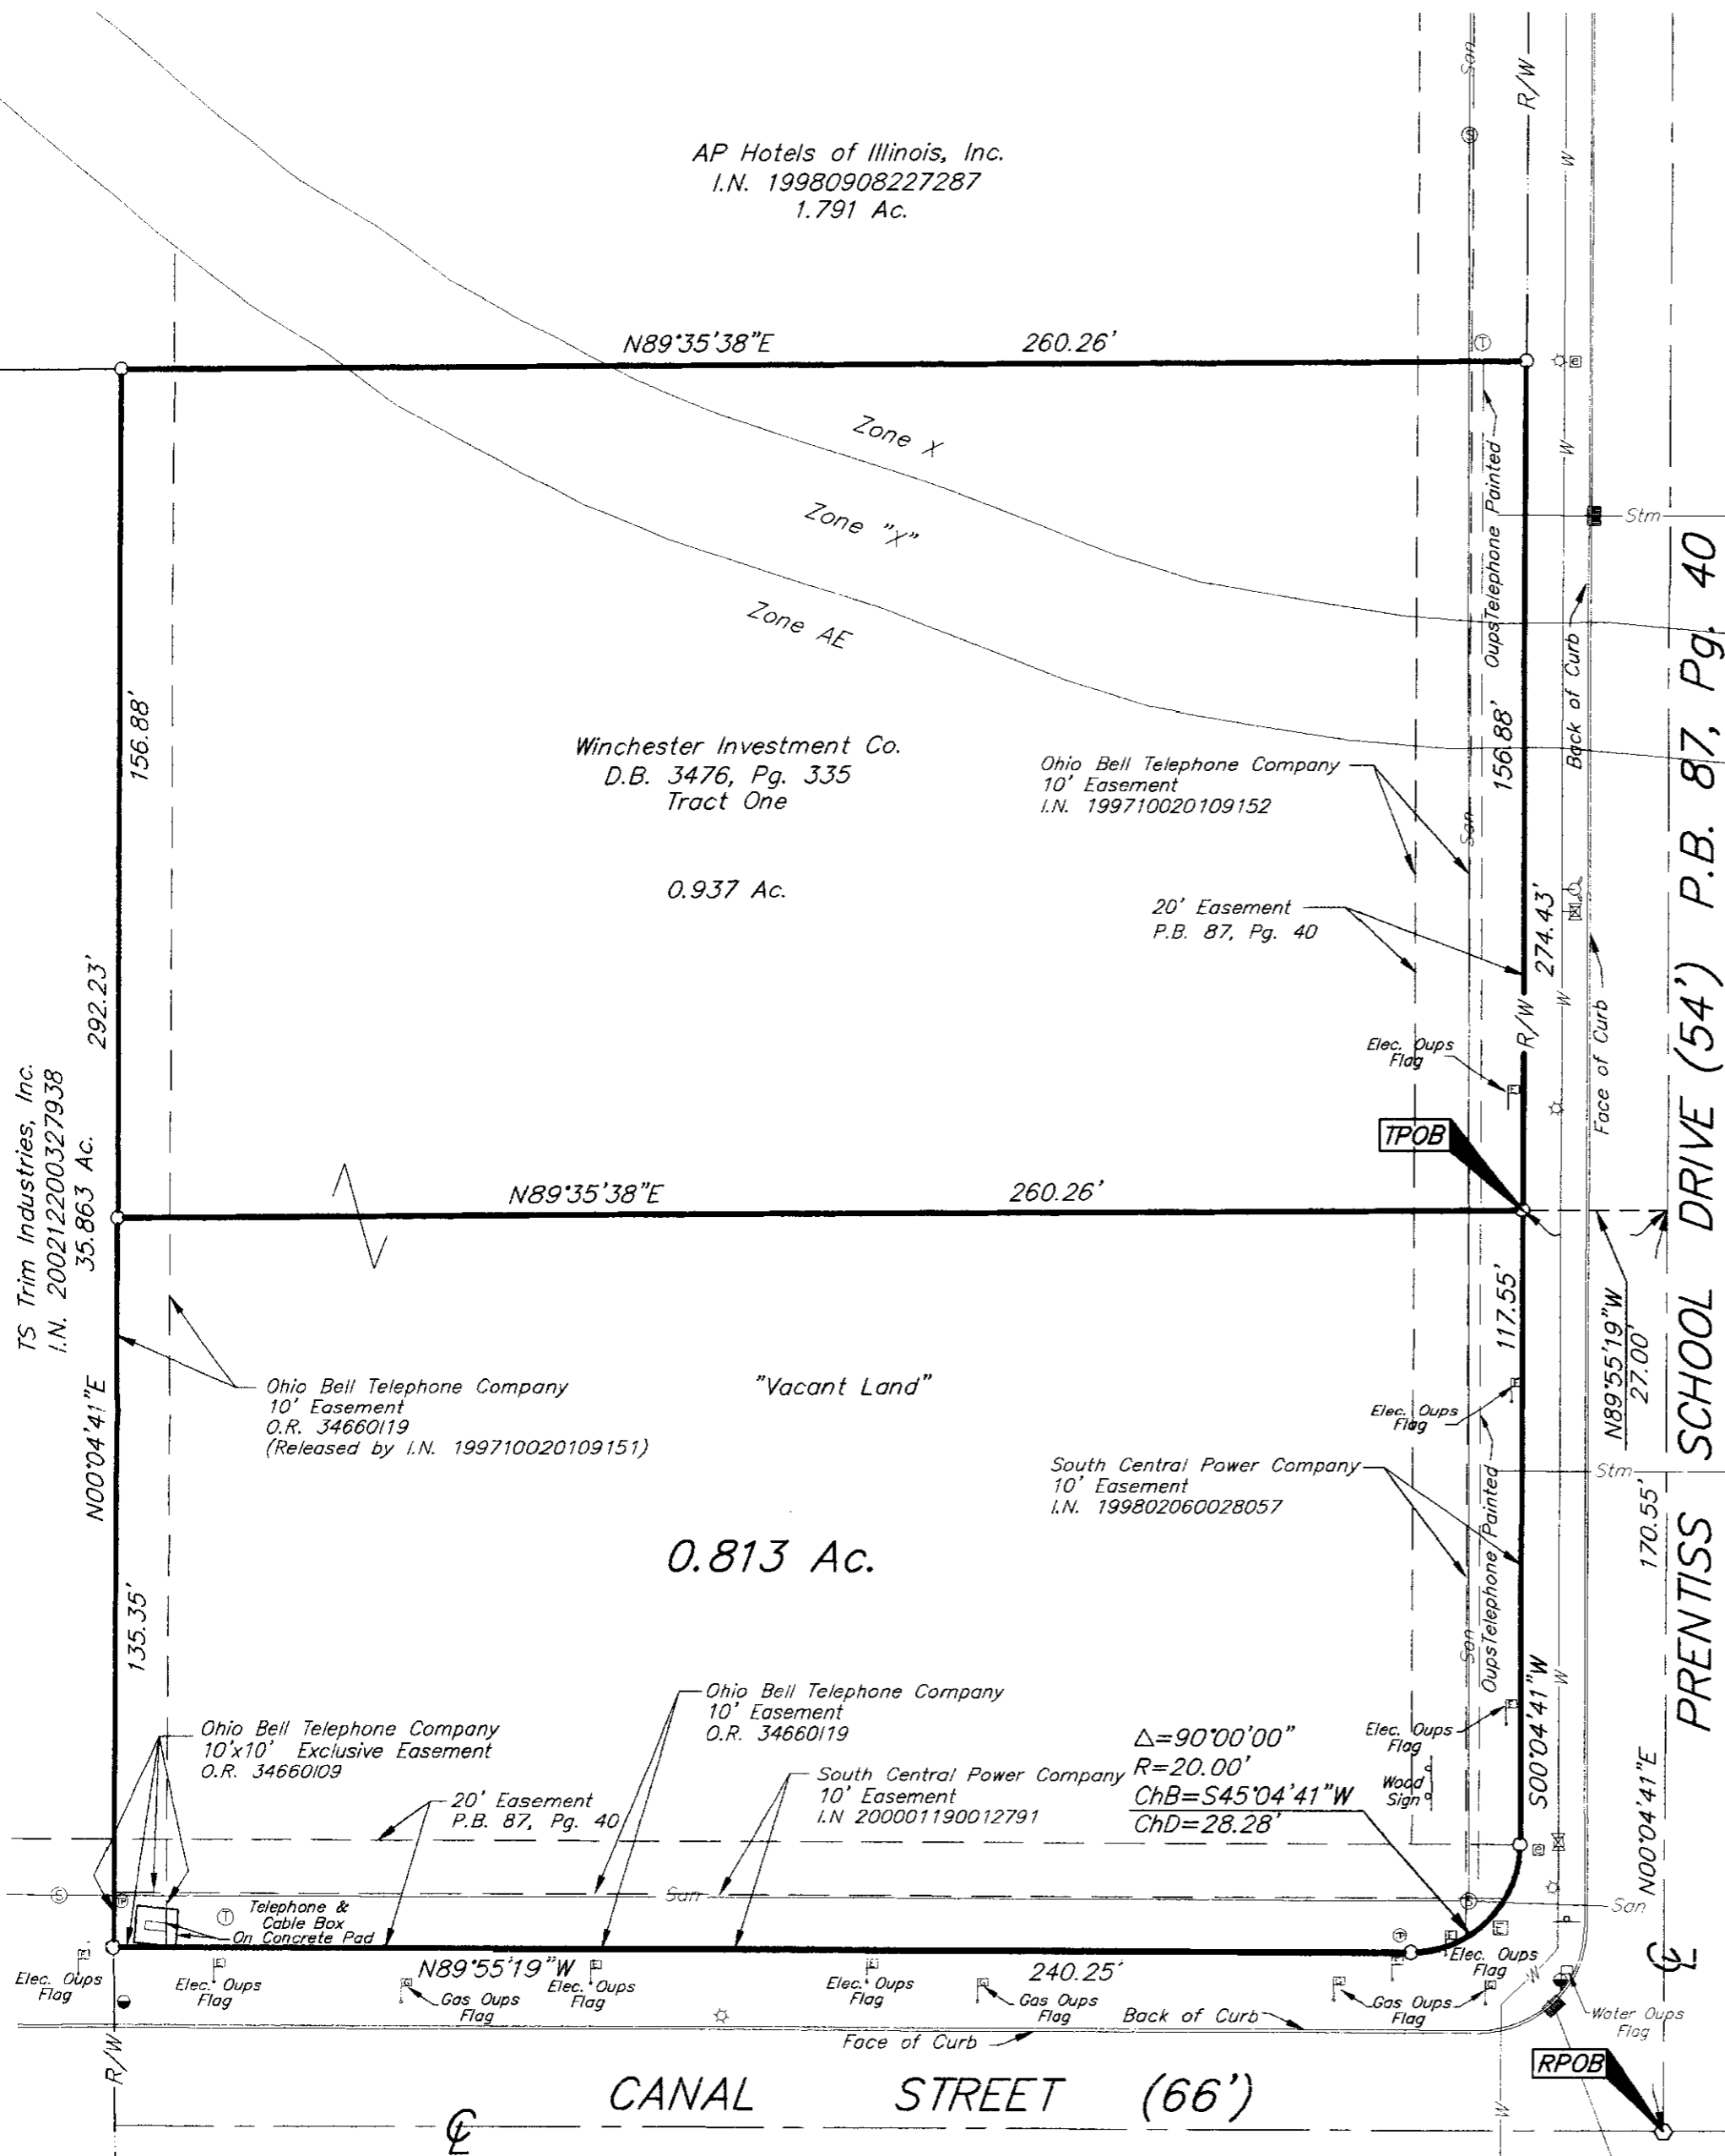 San
R/W
W
AP Hotels of Illinois, Inc.
I.N. 19980908227287
1.791 Ac.
N89°35'38"E 260.26'
T
Zone X
Zone "X"
Zone AE
Oups Telephone Painted
W
Stm
Back of Curb
156.88'
156.88'
Winchester Investment Co.
D.B. 3476, Pg. 335
Tract One
0.937 Ac.
Ohio Bell Telephone Company
10' Easement
I.N. 199710020109152
San
20' Easement
P.B. 87, Pg. 40
274.43'
R/W
W
Face of Curb
Elec. Oups
Flag
TPOB
292.23'
TS Trim Industries, Inc.
I.N. 200212200327938
35.863 Ac.
N89°35'38"E 260.26'
117.55'
N89°55'19"W
27.00'
PRENTISS SCHOOL DRIVE (54') P.B. 87, Pg. 40
N00°04'41"E
Ohio Bell Telephone Company
10' Easement
O.R. 34660I19
(Released by I.N. 199710020109151)
"Vacant Land"
Elec. Oups
Flag
South Central Power Company
10' Easement
I.N. 199802060028057
Stm
170.55'
0.813 Ac.
Oups Telephone Painted
San
W
135.35'
S00°04'41"W
N00°04'41"E
Ohio Bell Telephone Company
10'x10' Exclusive Easement
O.R. 34660I09
Ohio Bell Telephone Company
10' Easement
O.R. 34660I19
20' Easement
P.B. 87, Pg. 40
South Central Power Company
10' Easement
I.N 200001190012791
Δ=90°00'00"
R=20.00'
ChB=S45°04'41"W
ChD=28.28'
Elec. Oups
Flag
Wood
Sign
San
San
Telephone &
Cable Box
On Concrete Pad
T
N89°55'19"W 240.25'
Elec. Oups
Flag
Elec. Oups
Flag
Gas Oups
Flag
Elec. Oups
Flag
Elec. Oups
Flag
Gas Oups
Flag
Gas Oups
Flag
Elec. Oups
Flag
Water Oups
Flag
W
Back of Curb
Face of Curb
R/W
RPOB
CANAL STREET (66')
W